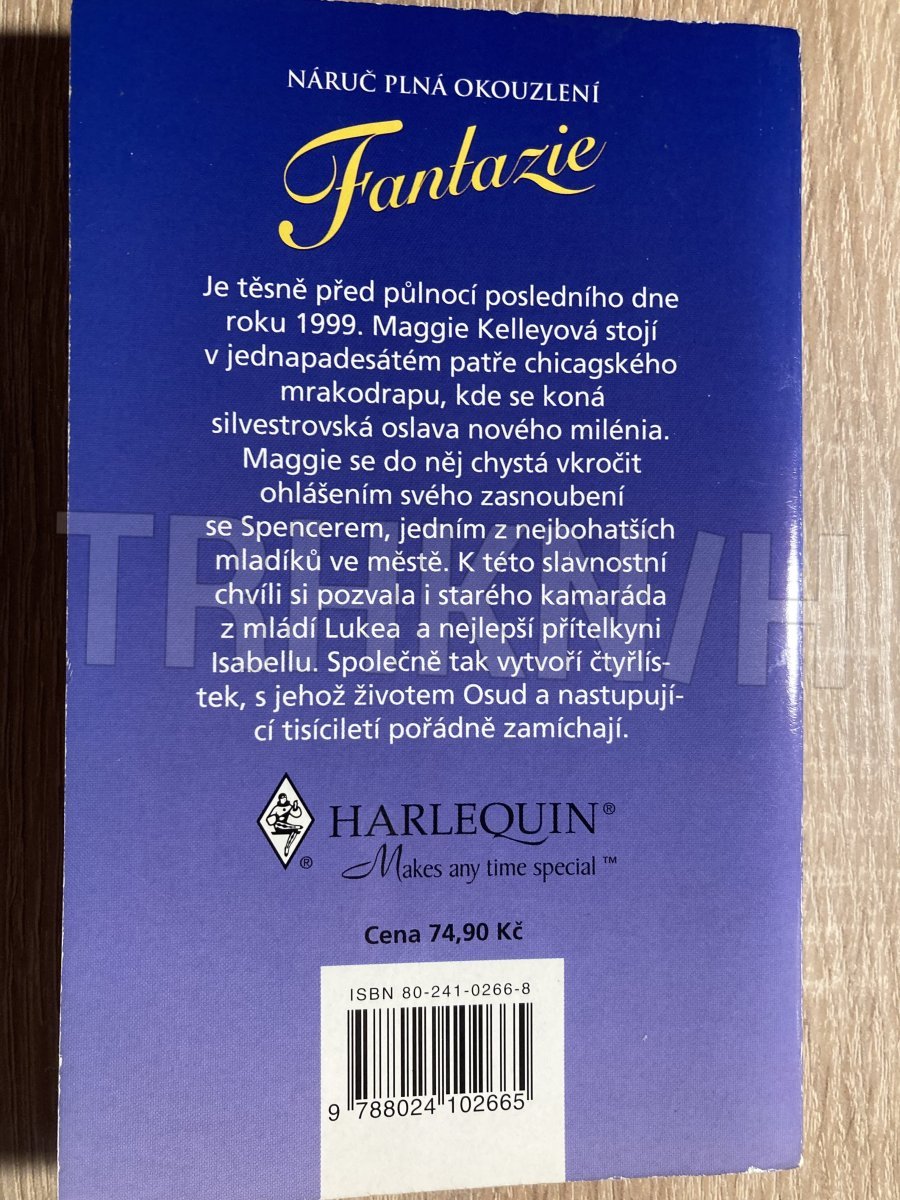 NÁRUČ PLNÁ OKOUZLENÍ
Fantazie
Je těsně před půlnocí posledního dne
roku 1999. Maggie Kelleyová stojí
v jednapadesátém patře chicagského
mrakodrapu, kde se koná
silvestrovská oslava nového milénia.
Maggie se do něj chystá vkročit
ohlášením svého zasnoubení
se Spencerem, jedním z nejbohatších
mladíků ve městě. K této slavnostní
chvíli si pozvala i starého kamaráda
z mládí Lukea a nejlepší přítelkyni
Isabellu. Společně tak vytvoří čtyřlís-
tek, s jehož životem Osud a nastupují-
cí tisíciletí pořádně zamíchají.
HARLEQUIN®
®
Makes any time special™
Cena 74,90 Kč
ISBN 80-241-0266-8
9 788024 102665